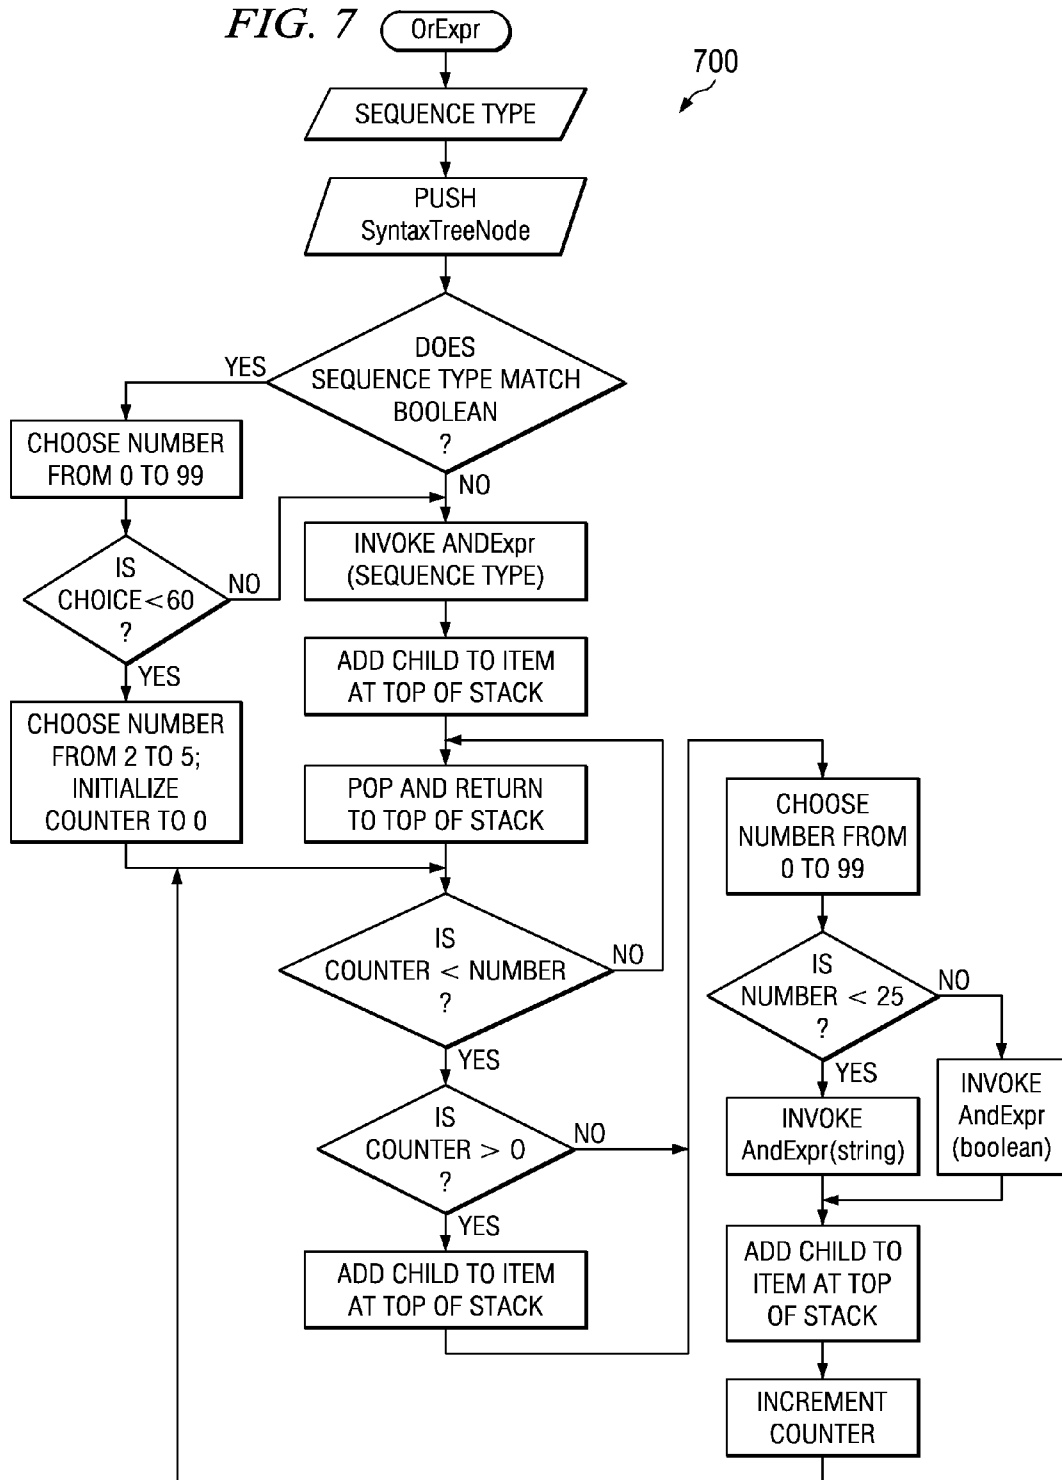 FIG. 7
OrExpr
700
SEQUENCE TYPE
PUSH
SyntaxTreeNode
DOES
SEQUENCE TYPE MATCH
BOOLEAN
?
YES
NO
CHOOSE NUMBER
FROM 0 TO 99
IS
CHOICE<60
?
NO
YES
CHOOSE NUMBER
FROM 2 TO 5;
INITIALIZE
COUNTER TO 0
INVOKE ANDExpr
(SEQUENCE TYPE)
ADD CHILD TO ITEM
AT TOP OF STACK
POP AND RETURN
TO TOP OF STACK
IS
COUNTER < NUMBER
?
NO
YES
IS
COUNTER > 0
?
NO
YES
ADD CHILD TO ITEM
AT TOP OF STACK
CHOOSE
NUMBER FROM
0 TO 99
IS
NUMBER < 25
?
NO
YES
INVOKE
AndExpr(string)
INVOKE
AndExpr
(boolean)
ADD CHILD TO
ITEM AT TOP
OF STACK
INCREMENT
COUNTER